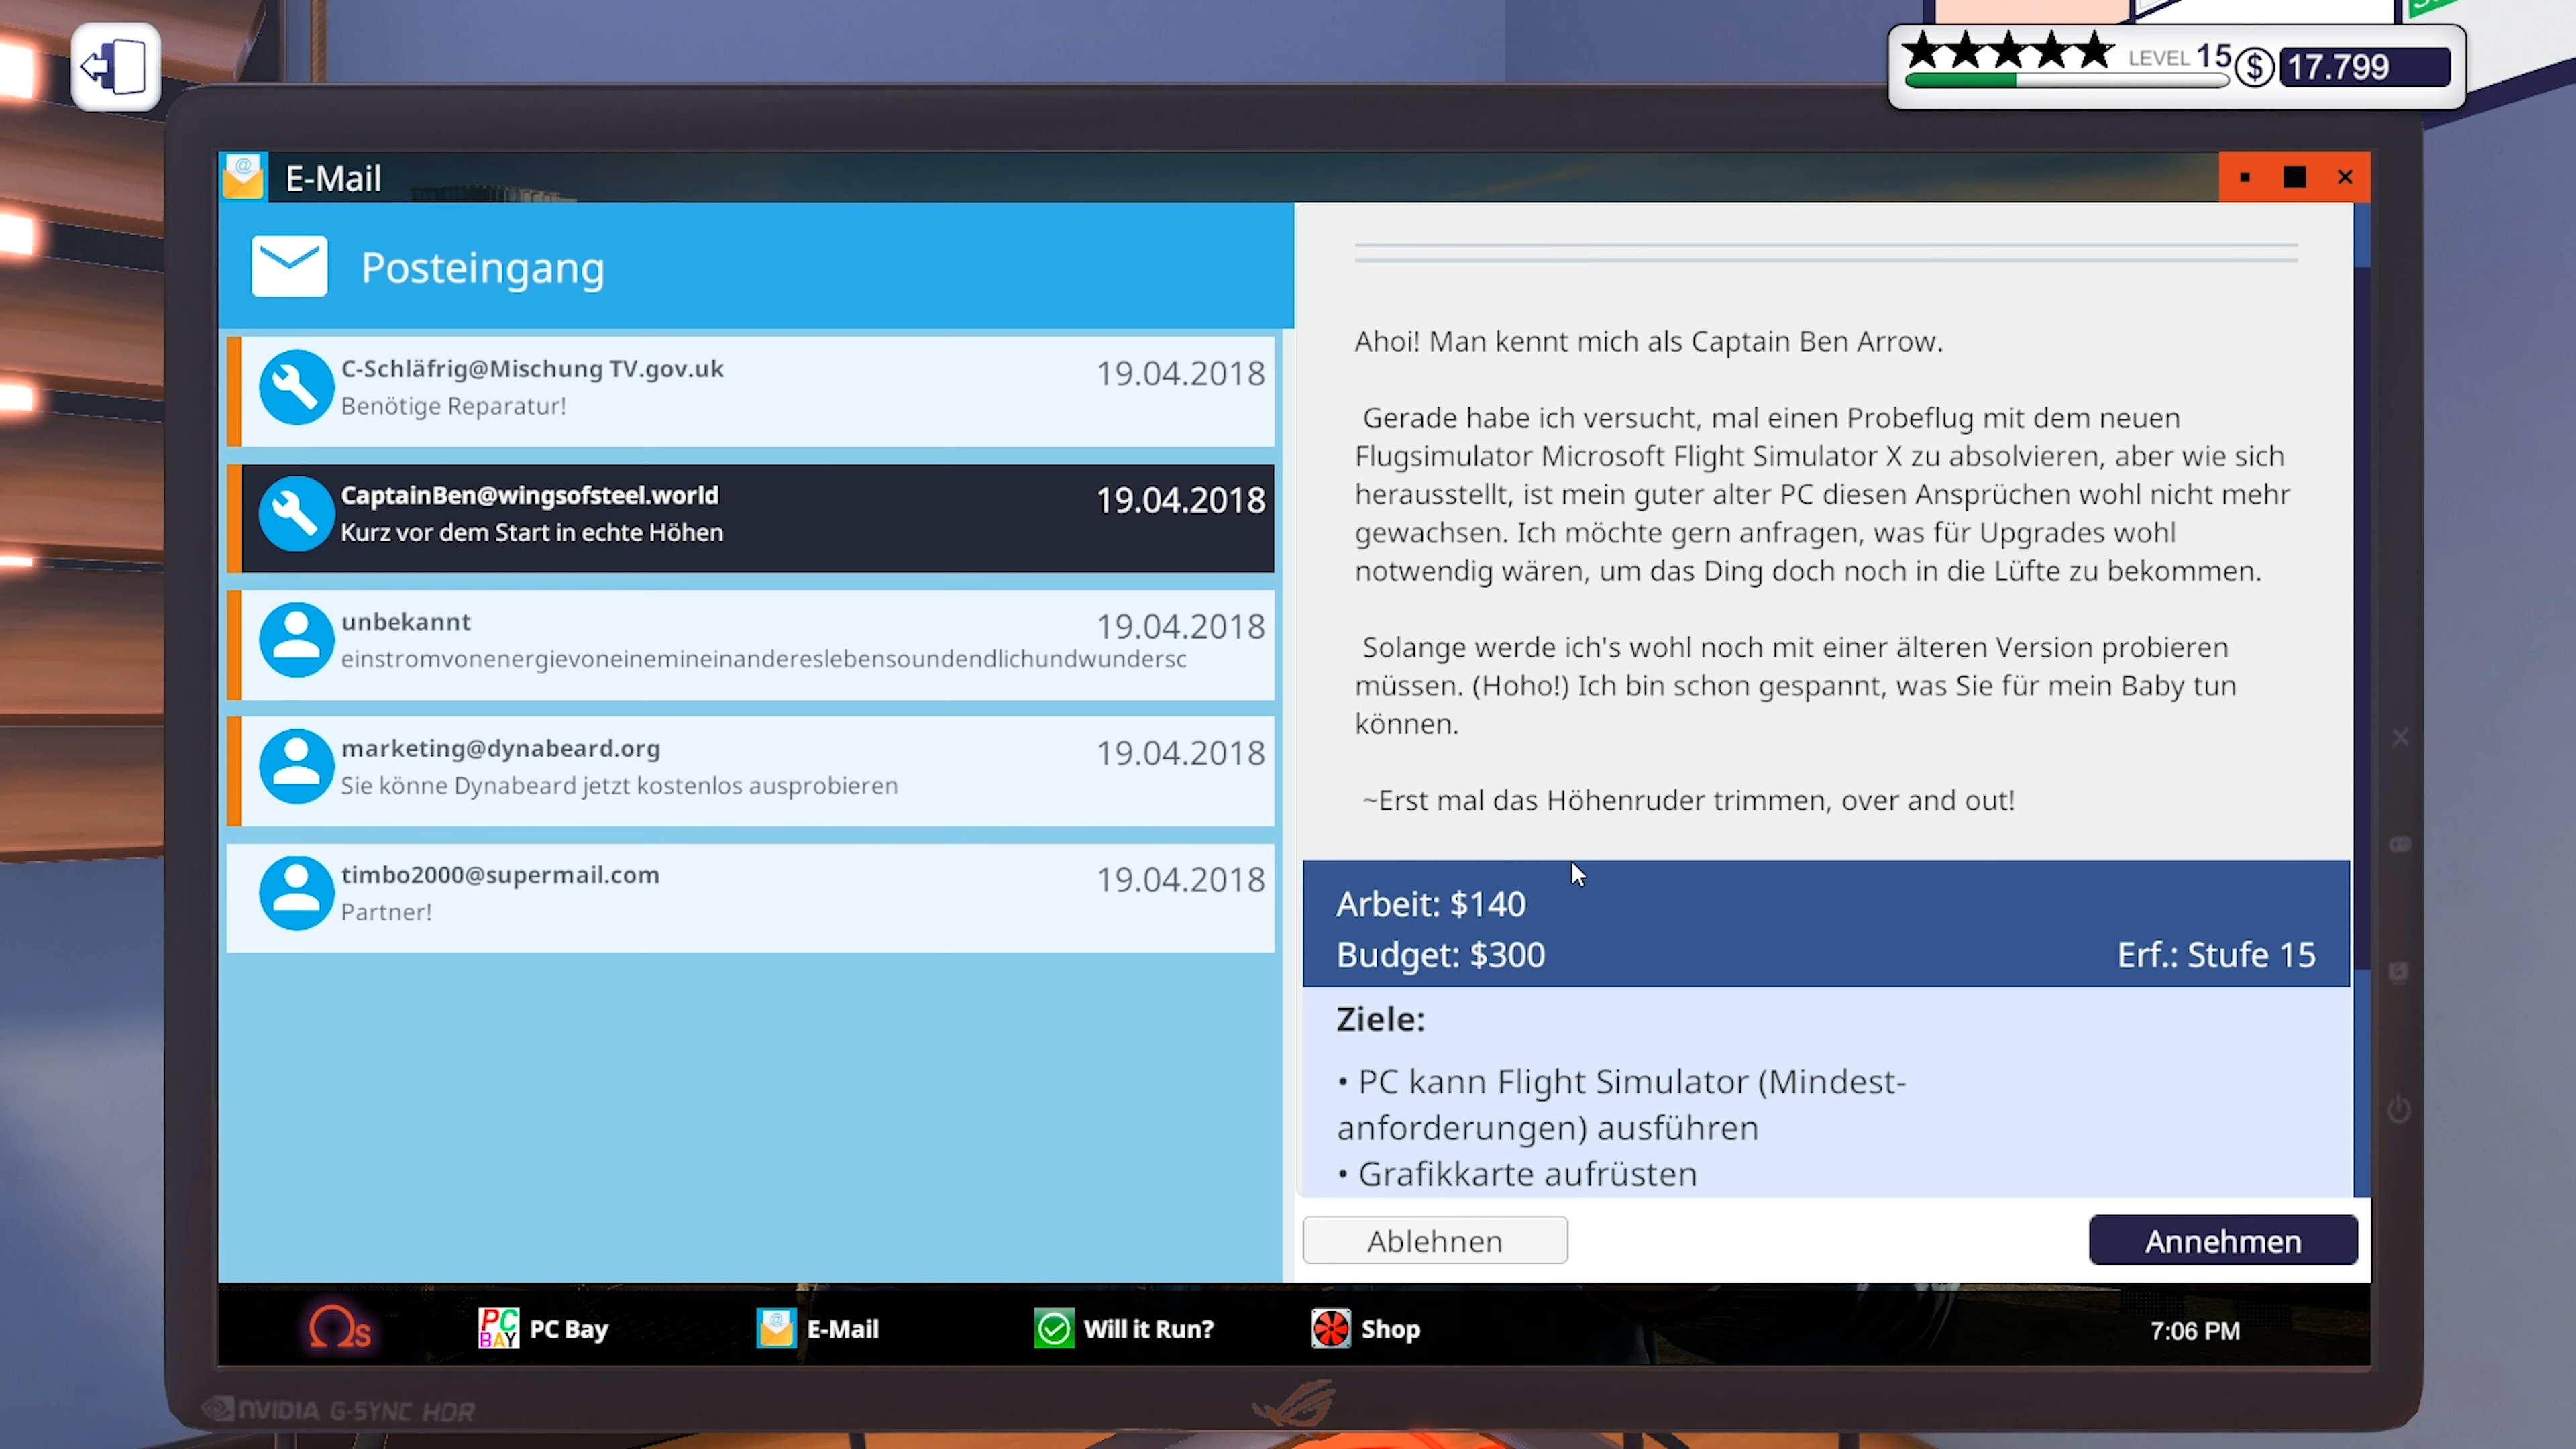 LEVEL 15 $ 17.799
E-Mail
Posteingang
C-Schläfrig@Mischung TV.gov.uk
19.04.2018
Benötige Reparatur!
CaptainBen@wingsofsteel.world
19.04.2018
Kurz vor dem Start in echte Höhen
unbekannt
19.04.2018
einstromvonenergievoneinemineinandereslebensoundendlichundwundersc
marketing@dynabeard.org
19.04.2018
Sie könne Dynabeard jetzt kostenlos ausprobieren
timbo2000@supermail.com
19.04.2018
Partner!
Ahoi! Man kennt mich als Captain Ben Arrow.
Gerade habe ich versucht, mal einen Probeflug mit dem neuen
Flugsimulator Microsoft Flight Simulator X zu absolvieren, aber wie sich
herausstellt, ist mein guter alter PC diesen Ansprüchen wohl nicht mehr
gewachsen. Ich möchte gern anfragen, was für Upgrades wohl
notwendig wären, um das Ding doch noch in die Lüfte zu bekommen.
Solange werde ich's wohl noch mit einer älteren Version probieren
müssen. (Hoho!) Ich bin schon gespannt, was Sie für mein Baby tun
können.
~Erst mal das Höhenruder trimmen, over and out!
Arbeit: $140
Budget: $300
Erf.: Stufe 15
Ziele:
• PC kann Flight Simulator (Mindest-
anforderungen) ausführen
• Grafikkarte aufrüsten
Ablehnen
Annehmen
Ωs
PC BAY
PC Bay
E-Mail
Will it Run?
Shop
7:06 PM
NVIDIA G-SYNC HDR